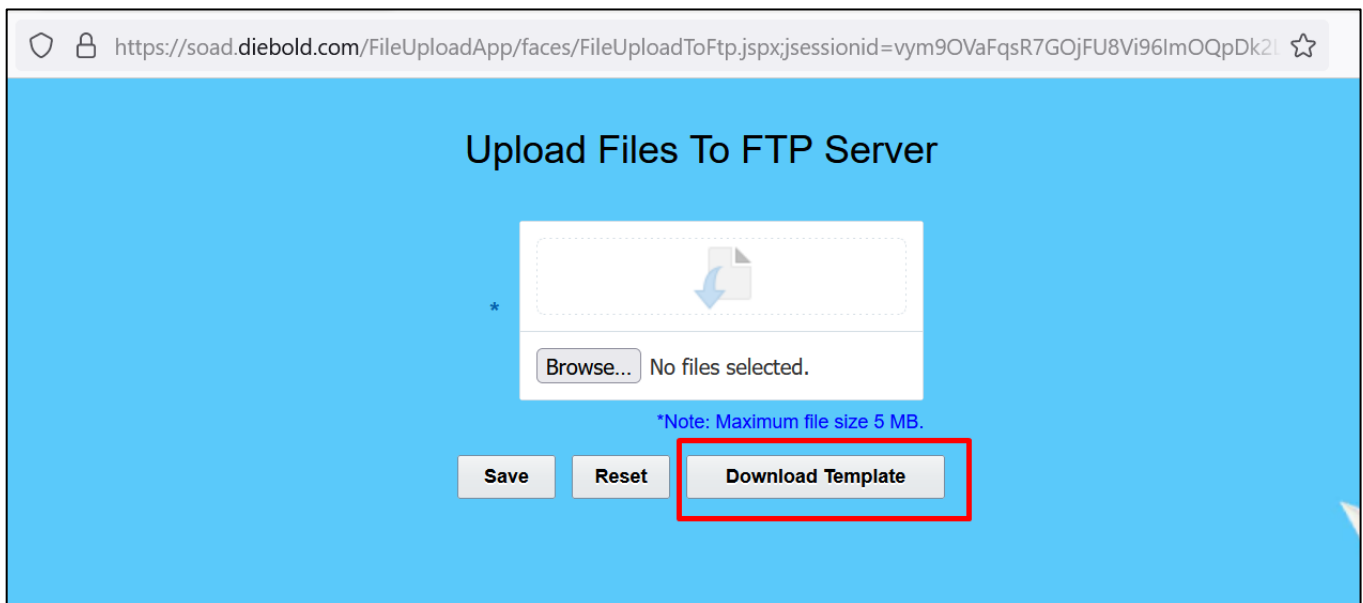 https://soad.diebold.com/FileUploadApp/faces/FileUploadToFtp.jspx;jsessionid=vym9OVaFqsR7GOjFU8Vi96ImOQpDk2
Upload Files To FTP Server
*
Browse... No files selected.
*Note: Maximum file size 5 MB.
Save Reset Download Template